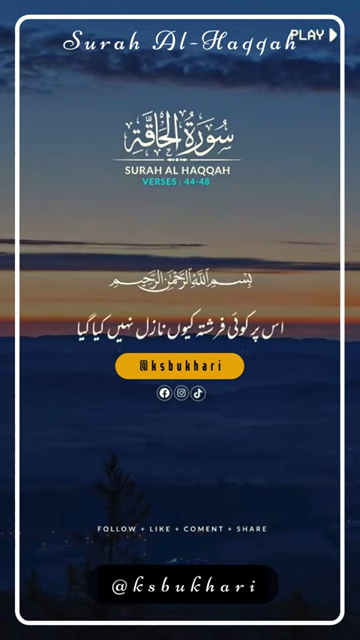 Surah Al-Haqqah
PLAY
سُورَةُ الحَاقَّة
SURAH AL HAQQAH
VERSES : 44-48
بِسْمِ اللَّهِ الرَّحْمَٰنِ الرَّحِيمِ
اس پر کوئی فرشتہ کیوں نازل نہیں کیا گیا
@ksbukhari
FOLLOW + LIKE + COMENT + SHARE
@ksbukhari